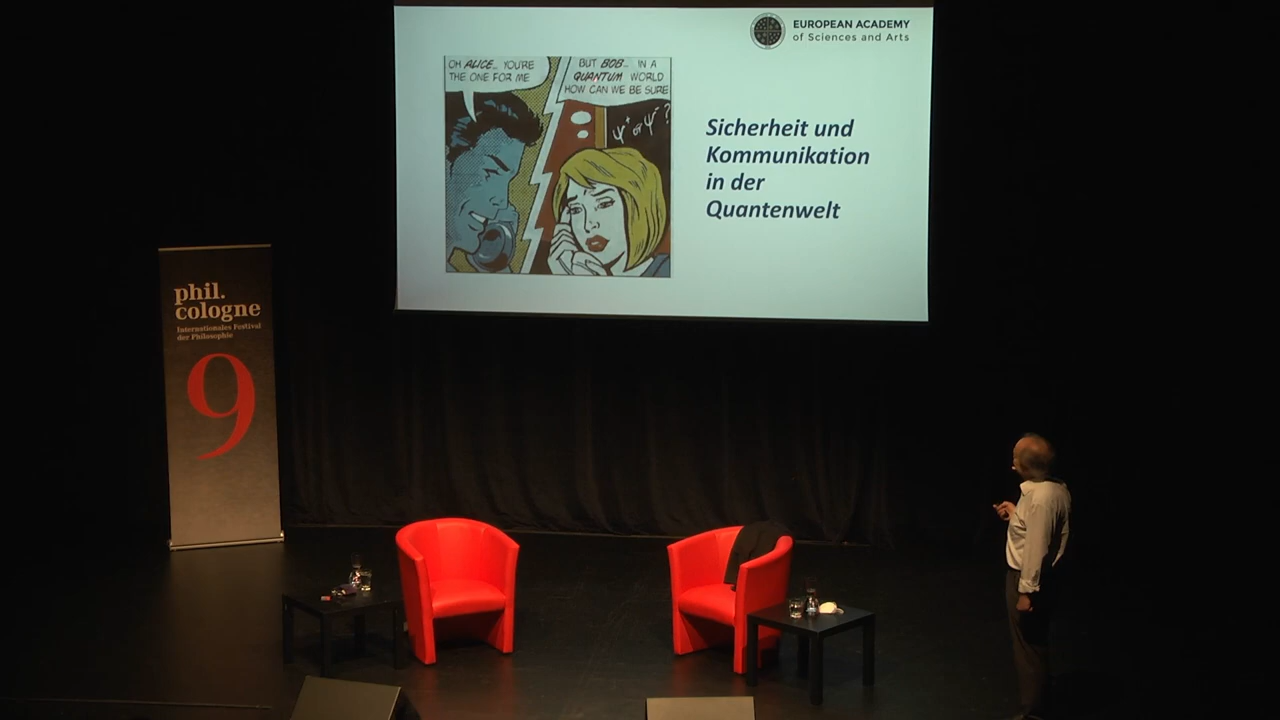 EUROPEAN ACADEMY
of Sciences and Arts
OH ALICE... YOU'RE
THE ONE FOR ME
BUT BOB... IN A
QUANTUM WORLD
HOW CAN WE BE SURE
Ψ⁺ or Ψ⁻?
Sicherheit und
Kommunikation
in der
Quantenwelt
phil.
cologne
Internationales Festival
der Philosophie
9